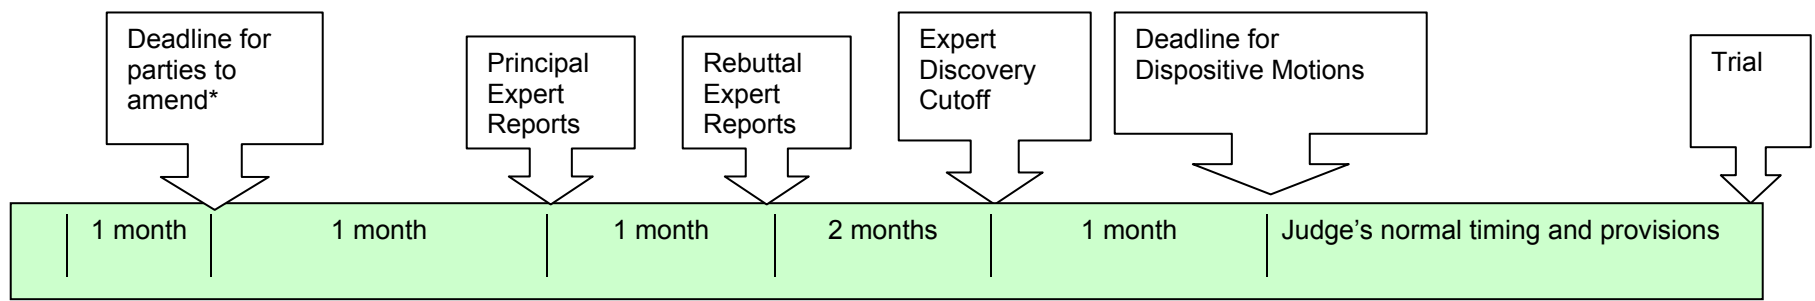 Deadline for
parties to
amend*
Principal
Expert
Reports
Rebuttal
Expert
Reports
Expert
Discovery
Cutoff
Deadline for
Dispositive Motions
Trial
1 month
1 month
1 month
2 months
1 month
Judge’s normal timing and provisions